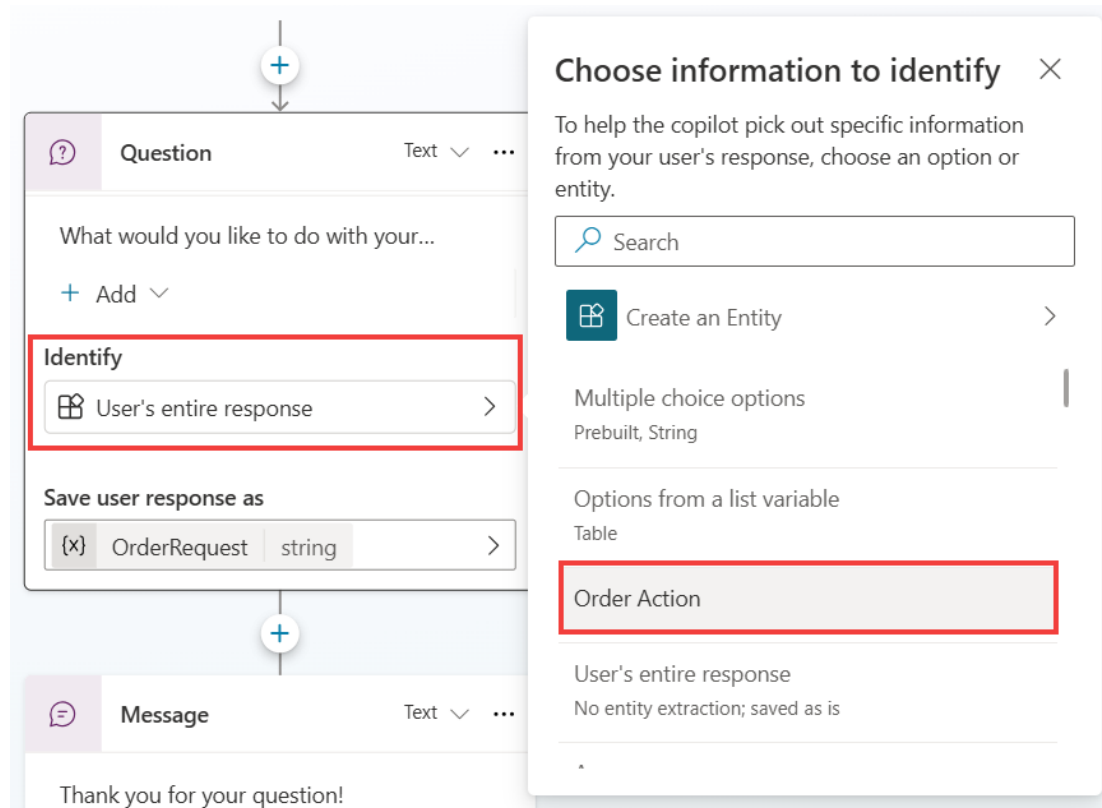 Question
Text
What would you like to do with your...
Add
Identify
User's entire response
Save user response as
{x} OrderRequest string
Message
Text
Thank you for your question!
Choose information to identify
To help the copilot pick out specific information
from your user's response, choose an option or
entity.
Search
Create an Entity
Multiple choice options
Prebuilt, String
Options from a list variable
Table
Order Action
User's entire response
No entity extraction; saved as is